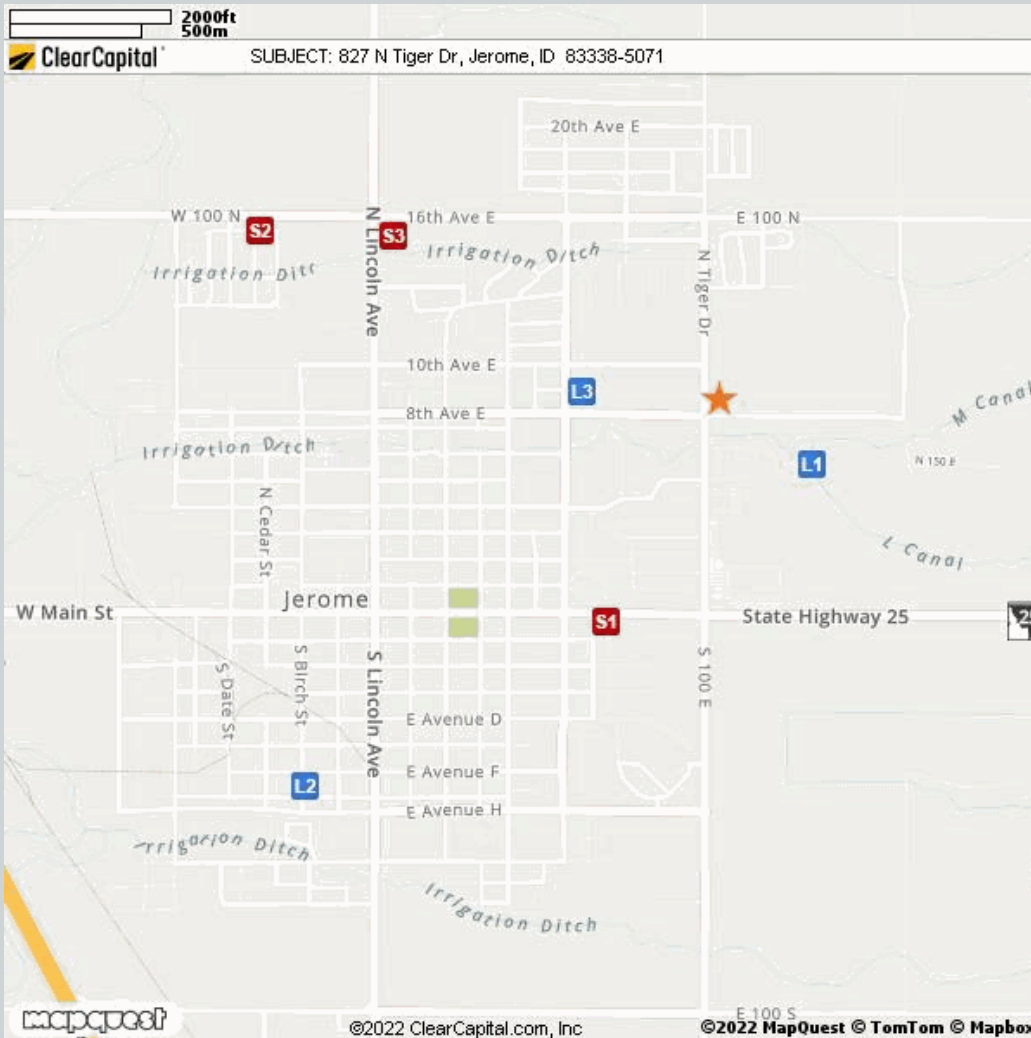 2000ft
500m
ClearCapital
SUBJECT: 827 N Tiger Dr, Jerome, ID 83338-5071
20th Ave E
W 100 N
S2
N Lincoln Ave
S3
16th Ave E
E 100 N
Irrigation Ditch
Irrigation Ditc
N Tiger Dr
10th Ave E
L3
8th Ave E
M Canal
Irrigation Ditch
L1
N 150 E
N Cedar St
L Canal
Jerome
W Main St
S1
State Highway 25
2
S Date St
S Birch St
S Lincoln Ave
S 100 E
E Avenue D
E Avenue F
L2
E Avenue H
Irrigation Ditch
Irrigation Ditch
E 100 S
mapquest
©2022 ClearCapital.com, Inc
©2022 MapQuest © TomTom © Mapbox